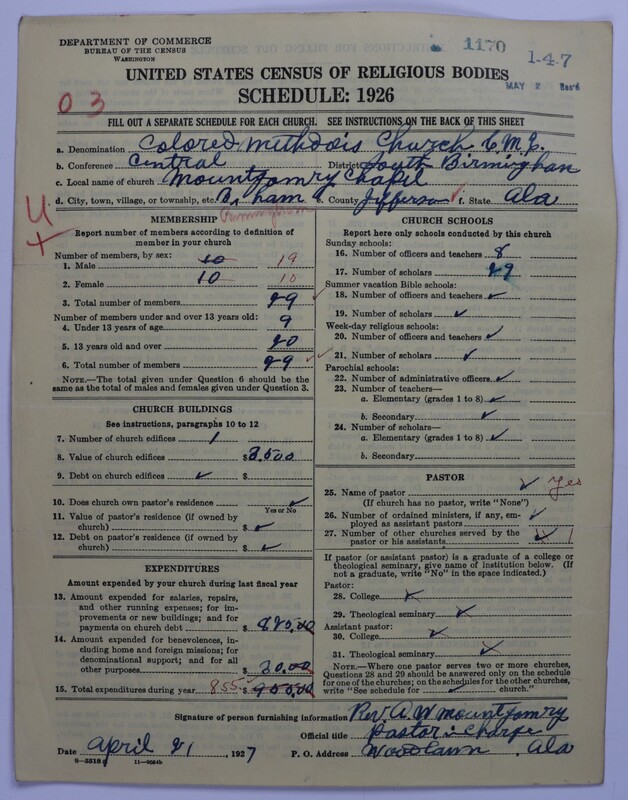 DEPARTMENT OF COMMERCE
BUREAU OF THE CENSUS
WASHINGTON
1170
1-4-7
MAY 2
UNITED STATES CENSUS OF RELIGIOUS BODIES
SCHEDULE: 1926
03
FILL OUT A SEPARATE SCHEDULE FOR EACH CHURCH. SEE INSTRUCTIONS ON THE BACK OF THIS SHEET
a. Denomination Colored Methdois Church C.M.E.
b. Conference Central District South Birmingham
c. Local name of church Mountgomry Chapil
d. City, town, village, or township, etc. B'ham e. County Jefferson f. State Ala
Birmingham
U
MEMBERSHIP
Report number of members according to definition of
member in your church
Number of members, by sex:
1. Male 10 19
2. Female 10 10
3. Total number of members 29
Number of members under and over 13 years old:
4. Under 13 years of age 9
5. 13 years old and over 20
6. Total number of members 29
NOTE.—The total given under Question 6 should be
the same as the total of males and females given under Question 3.
CHURCH BUILDINGS
See instructions, paragraphs 10 to 12
7. Number of church edifices 1
8. Value of church edifices $ 3,500
9. Debt on church edifices $
10. Does church own pastor's residence
Yes or No
11. Value of pastor's residence (if owned by
church) $
12. Debt on pastor's residence (if owned by
church) $
EXPENDITURES
Amount expended by your church during last fiscal year
13. Amount expended for salaries, repairs,
and other running expenses; for im-
provements or new buildings; and for
payments on church debt $
14. Amount expended for benevolences, in-
cluding home and foreign missions; for
denominational support; and for all
other purposes $
15. Total expenditures during year 855. $
CHURCH SCHOOLS
Report here only schools conducted by this church
Sunday schools:
16. Number of officers and teachers 8
17. Number of scholars 29
Summer vacation Bible schools:
18. Number of officers and teachers
19. Number of scholars
Week-day religious schools:
20. Number of officers and teachers
21. Number of scholars
Parochial schools:
22. Number of administrative officers
23. Number of teachers—
a. Elementary (grades 1 to 8)
b. Secondary
24. Number of scholars—
a. Elementary (grades 1 to 8)
b. Secondary
PASTOR
25. Name of pastor yes
(If church has no pastor, write "None")
26. Number of ordained ministers, if any, em-
ployed as assistant pastors
27. Number of other churches served by the
pastor or his assistants 1
If pastor (or assistant pastor) is a graduate of a college or
theological seminary, give name of institution below. (If
not a graduate, write "No" in the space indicated.)
Pastor:
28. College
29. Theological seminary
Assistant pastor:
30. College
31. Theological seminary
NOTE.—Where one pastor serves two or more churches,
Questions 28 and 29 should be answered only on the schedule
for one of the churches; on the schedules for the other churches,
write "See schedule for church."
Signature of person furnishing information Rev. A. W mountgomry
Official title Pastor n Charge
Date april 21, 1927 P. O. Address Woodlawn Ala
8-5518 11-9064b